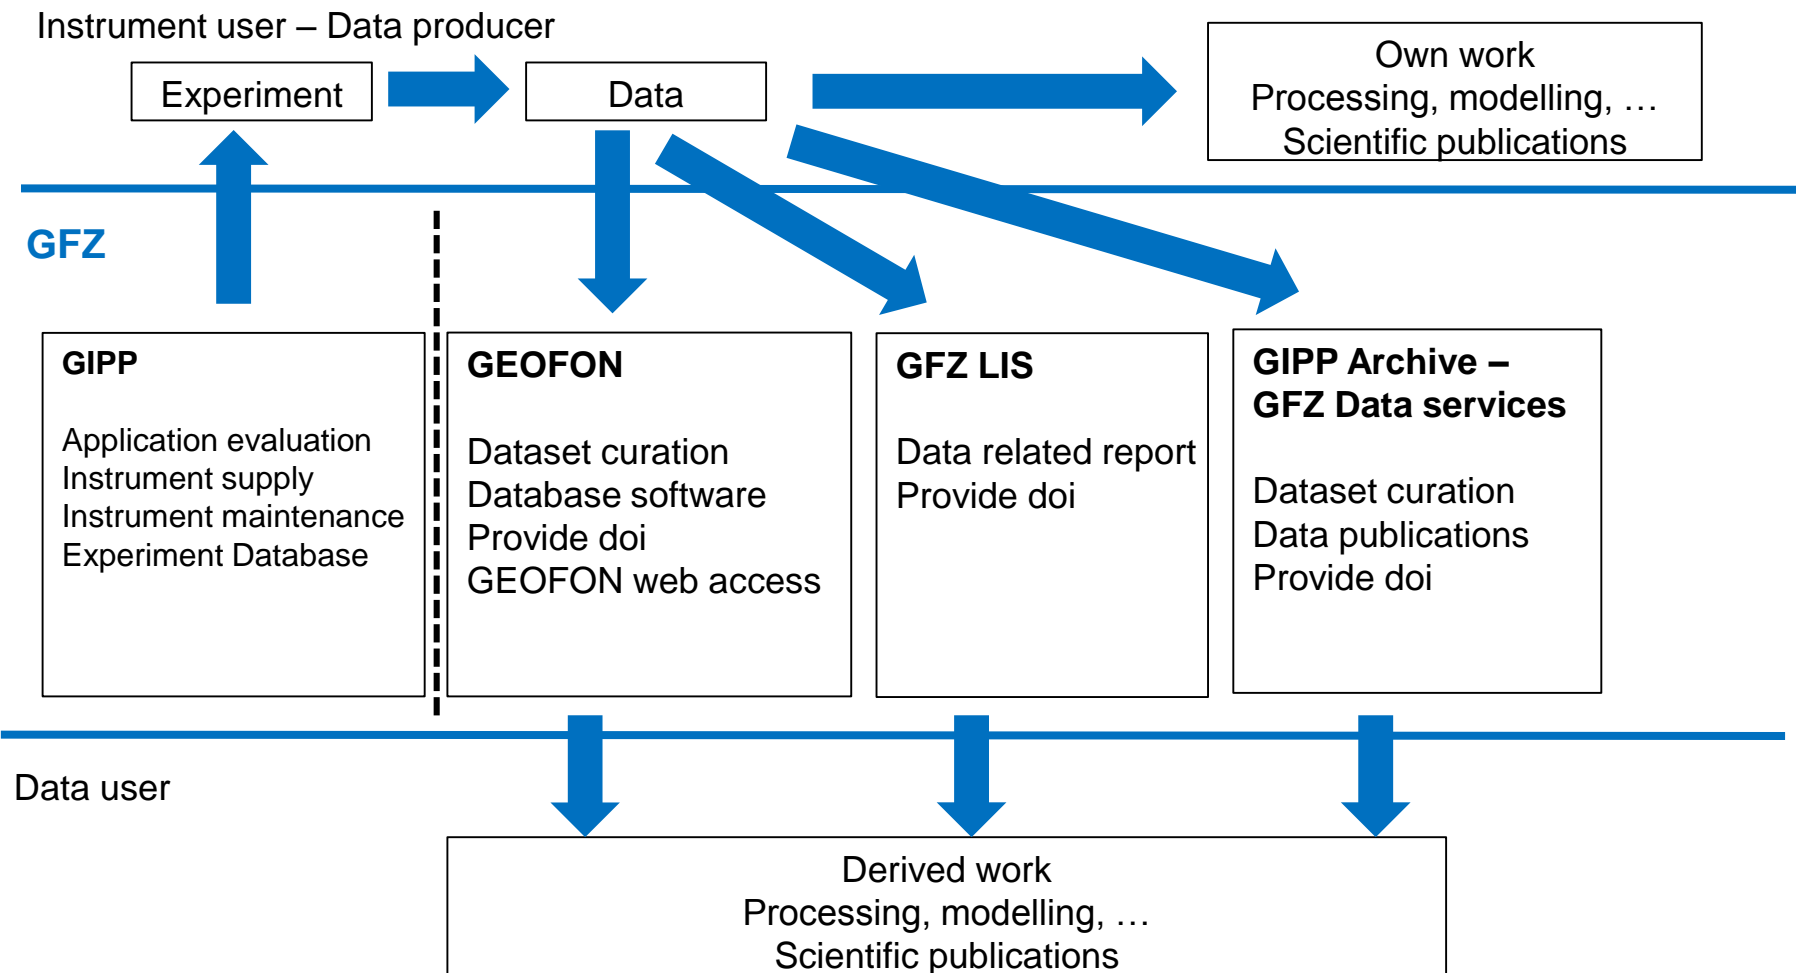 Instrument user – Data producer
Experiment
Data
Own work
Processing, modelling, …
Scientific publications
GFZ
GIPP
Application evaluation
Instrument supply
Instrument maintenance
Experiment Database
GEOFON
Dataset curation
Database software
Provide doi
GEOFON web access
GFZ LIS
Data related report
Provide doi
GIPP Archive –
GFZ Data services
Dataset curation
Data publications
Provide doi
Data user
Derived work
Processing, modelling, …
Scientific publications